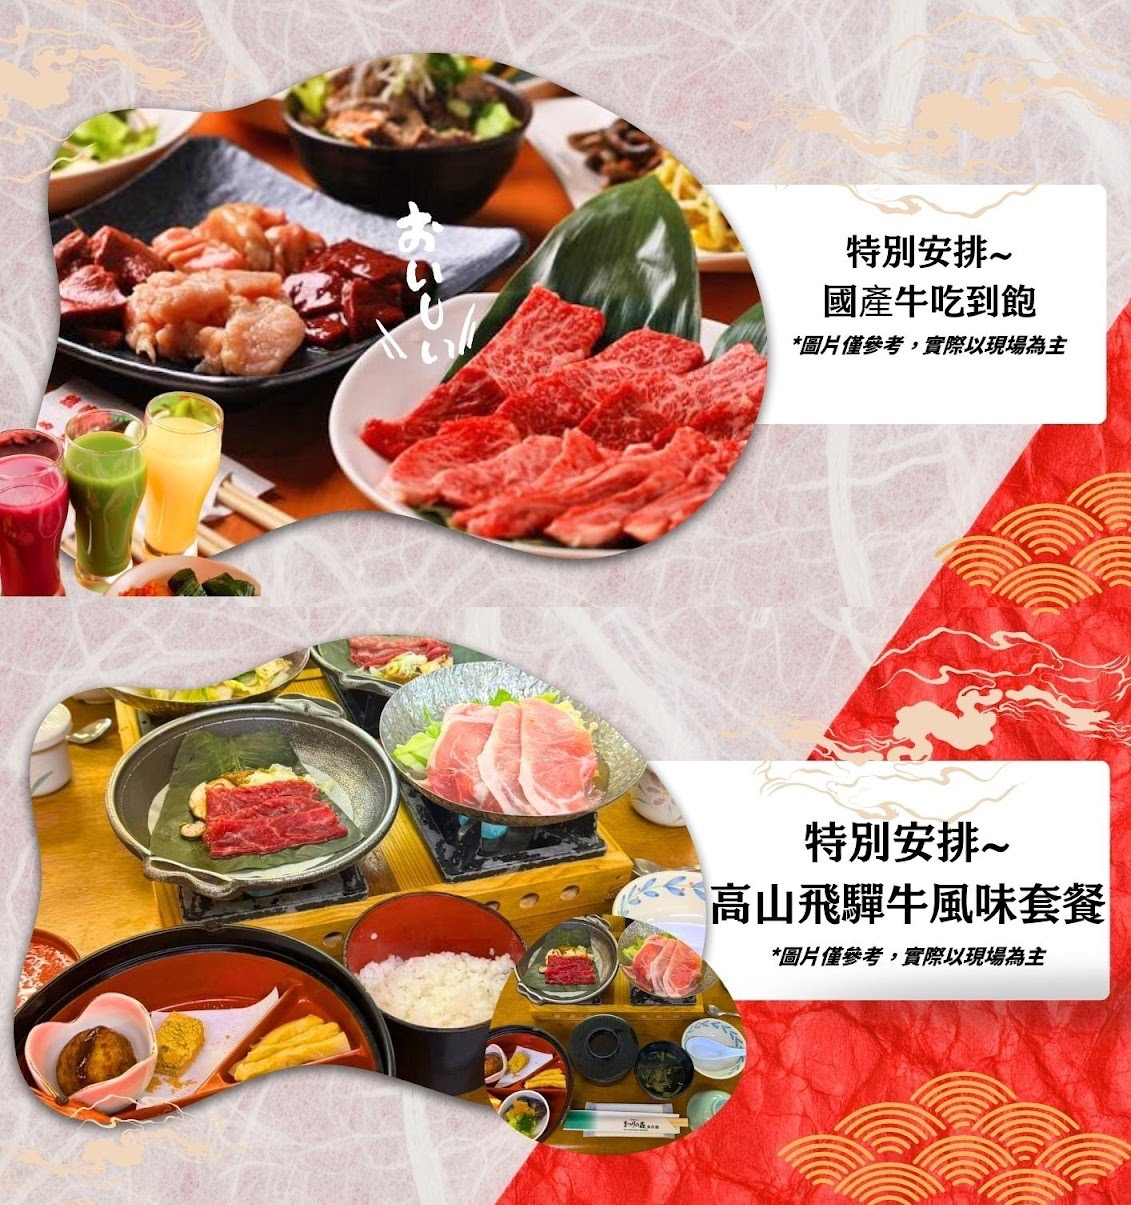 おいしい
特別安排~
國產牛吃到飽
*圖片僅參考，實際以現場為主
特別安排~
高山飛驒牛風味套餐
*圖片僅參考，實際以現場為主